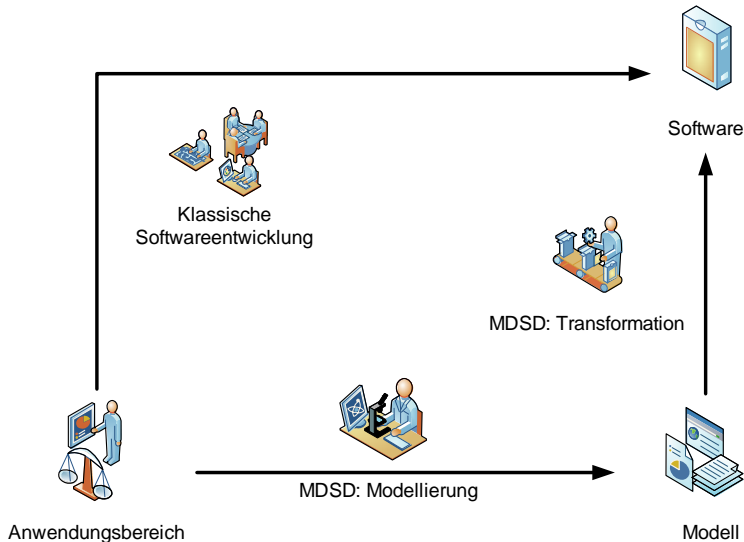 Software
Klassische
Softwareentwicklung
MDSD: Transformation
MDSD: Modellierung
Anwendungsbereich
Modell